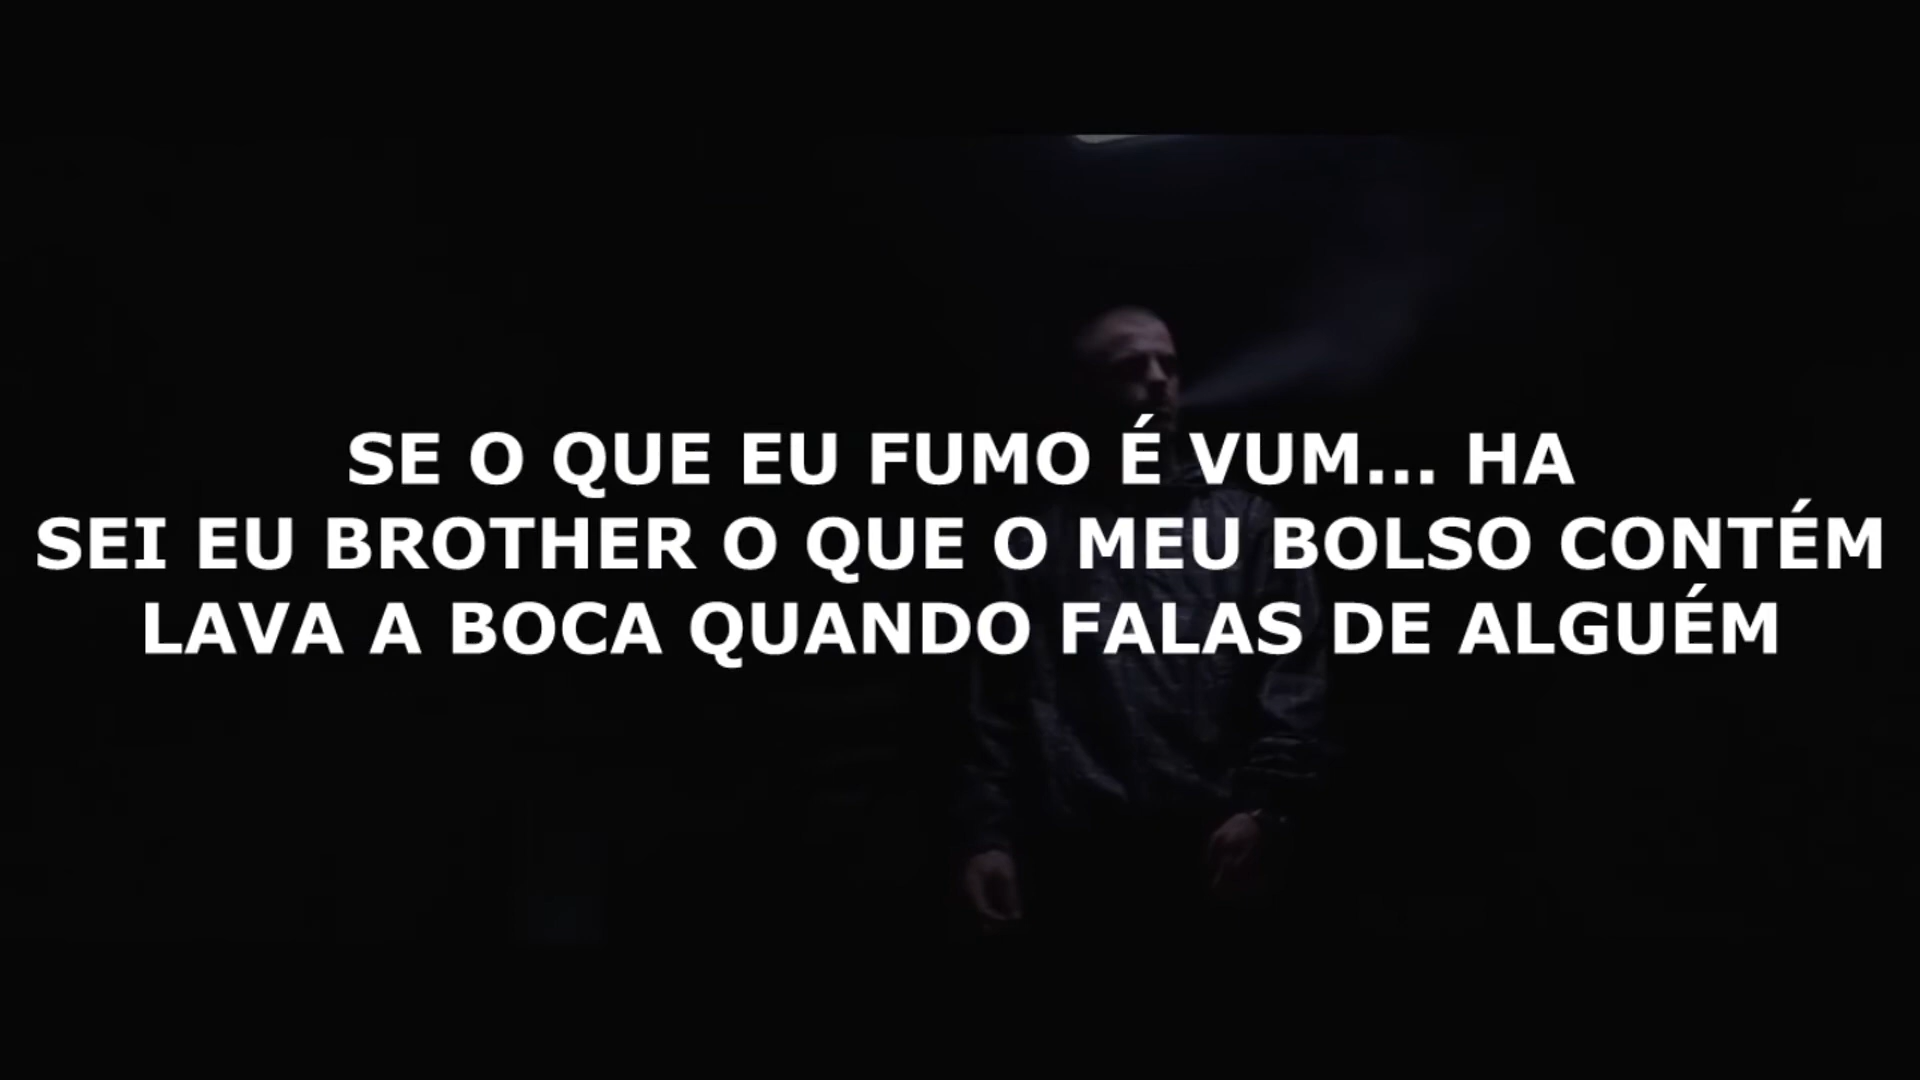 SE O QUE EU FUMO É VUM... HA
SEI EU BROTHER O QUE O MEU BOLSO CONTÉM
LAVA A BOCA QUANDO FALAS DE ALGUÉM